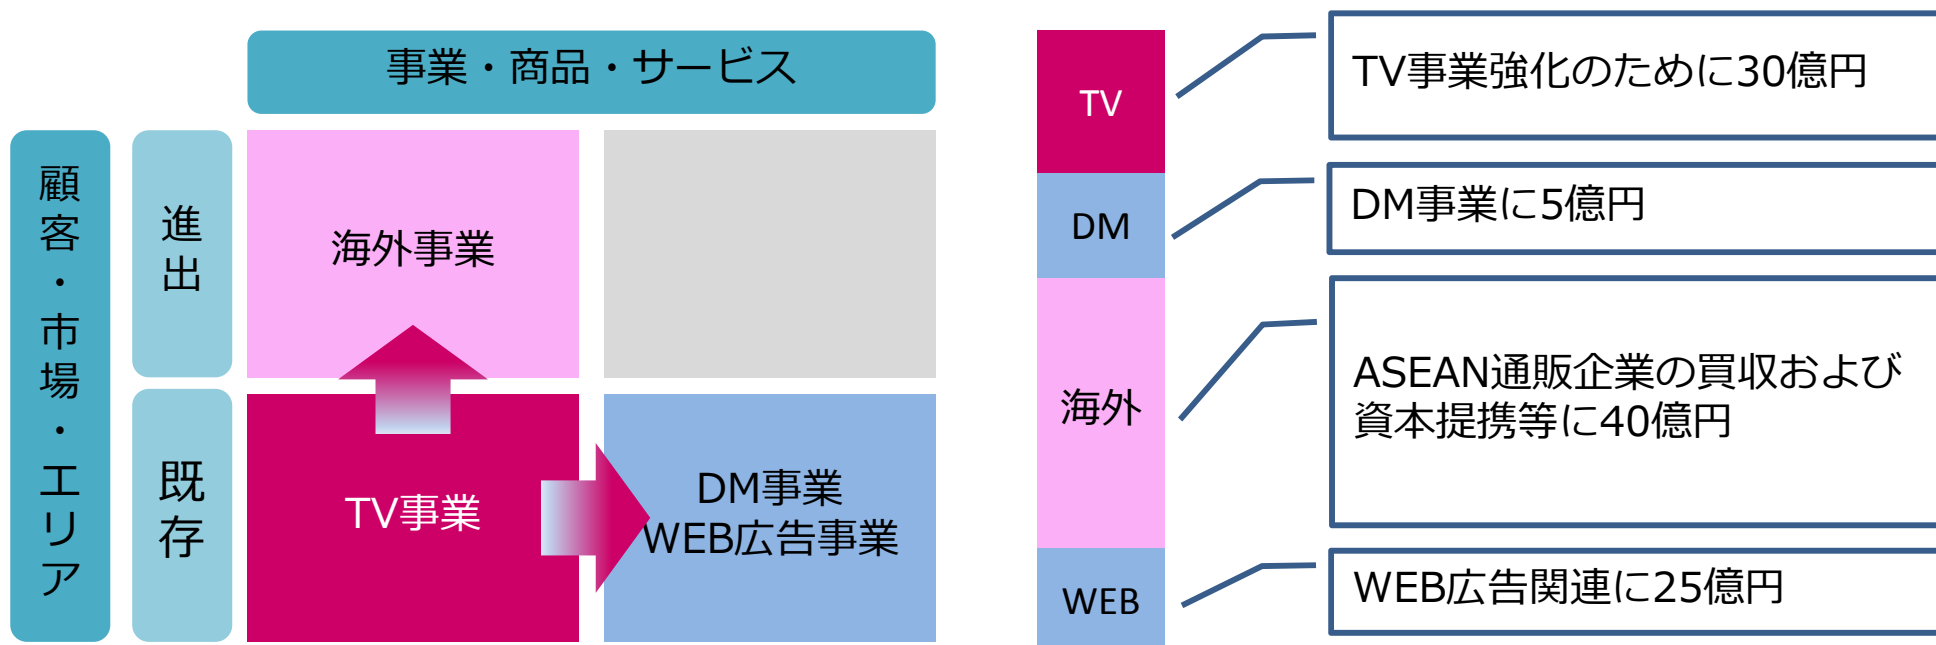 事業・商品・サービス
顧客・市場・エリア
進出
既存
海外事業
TV事業
DM事業
WEB広告事業
TV
TV事業強化のために30億円
DM
DM事業に5億円
海外
ASEAN通販企業の買収および
資本提携等に40億円
WEB
WEB広告関連に25億円